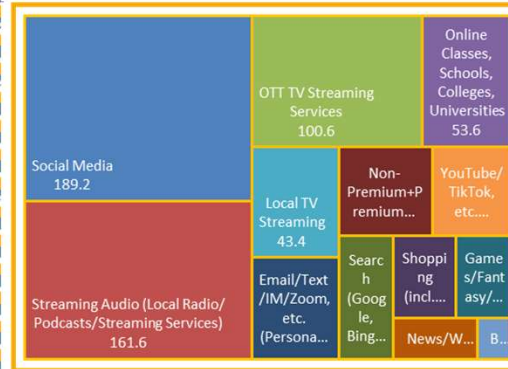 Social Media
189.2
Streaming Audio (Local Radio/
Podcasts/Streaming Services)
161.6
OTT TV Streaming
Services
100.6
Online
Classes,
Schools,
Colleges,
Universities
53.6
Local TV
Streaming
43.4
Non-
Premium+P
remium...
YouTube/
TikTok,
etc....
Email/Text
/IM/Zoom,
etc.
(Persona...
Searc
h
(Goog
le,
Bing...
Shoppi
ng
(incl....
Game
s/Fant
asy/...
News/W...
B...